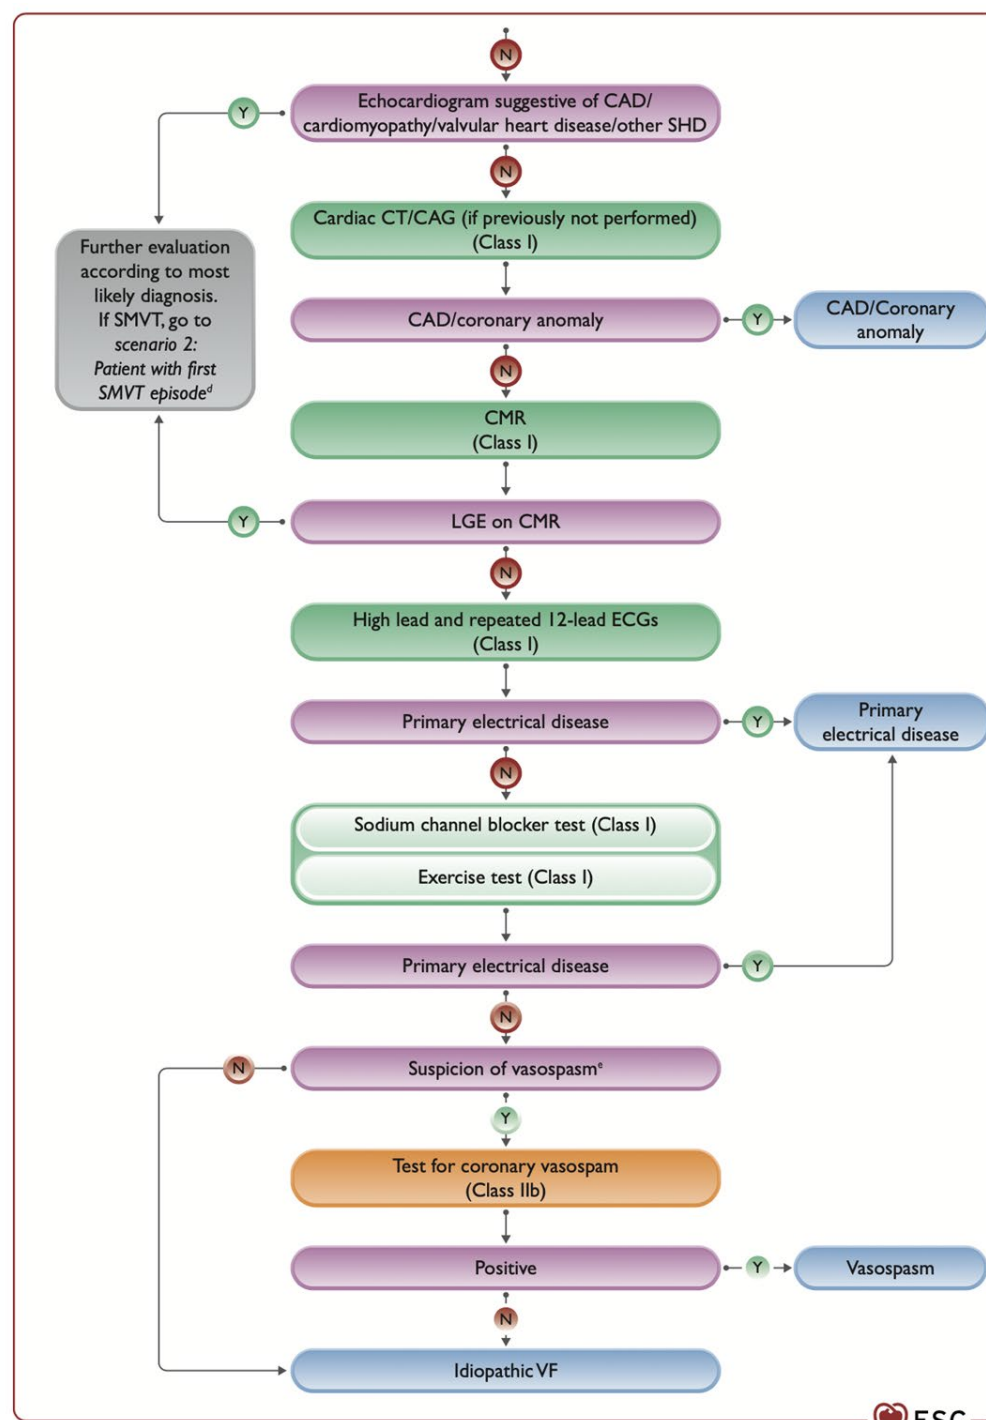 N
Echocardiogram suggestive of CAD/
cardiomyopathy/valvular heart disease/other SHD
Y
N
Cardiac CT/CAG (if previously not performed)
(Class I)
Further evaluation
according to most
likely diagnosis.
If SMVT, go to
scenario 2:
Patient with first
SMVT episodeᵈ
CAD/coronary anomaly
Y
CAD/Coronary
anomaly
N
CMR
(Class I)
LGE on CMR
Y
N
High lead and repeated 12-lead ECGs
(Class I)
Primary electrical disease
Y
Primary
electrical disease
N
Sodium channel blocker test (Class I)
Exercise test (Class I)
Primary electrical disease
Y
N
Suspicion of vasospasmᵉ
N
Y
Test for coronary vasospam
(Class IIb)
Positive
Y
Vasospasm
N
Idiopathic VF
ESC